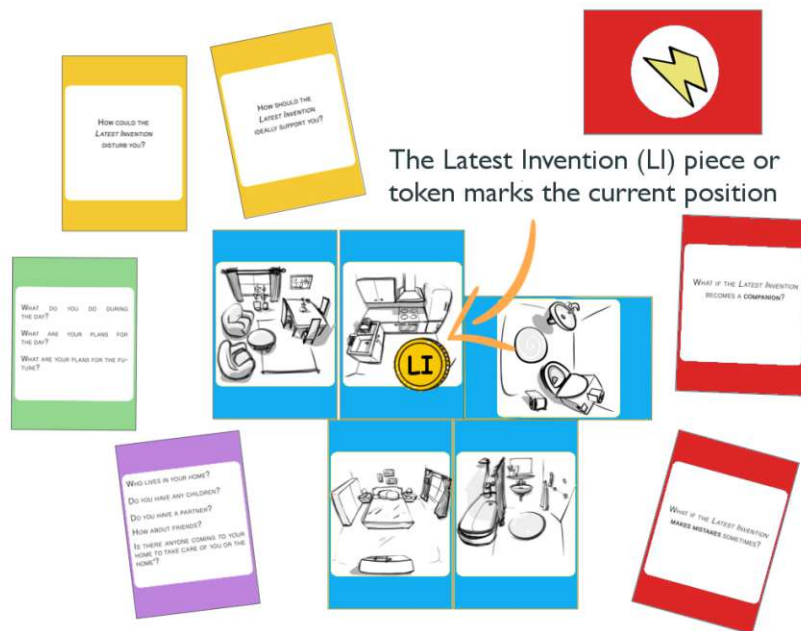 HOW COULD THE
LATEST INVENTION
DISTURB YOU?
HOW SHOULD THE
LATEST INVENTION
IDEALLY SUPPORT YOU?
The Latest Invention (LI) piece or
token marks the current position
WHAT DO YOU DO DURING
THE DAY?
WHAT ARE YOUR PLANS FOR
THE DAY?
WHAT ARE YOUR PLANS FOR THE FU-
TURE?
LI
WHAT IF THE LATEST INVENTION
BECOMES A COMPANION?
WHO LIVES IN YOUR HOME?
DO YOU HAVE ANY CHILDREN?
DO YOU HAVE A PARTNER?
HOW ABOUT FRIENDS?
IS THERE ANYONE COMING TO YOUR
HOME TO TAKE CARE OF YOU OR THE
HOME"?
WHAT IF THE LATEST INVENTION
MAKES MISTAKES SOMETIMES?